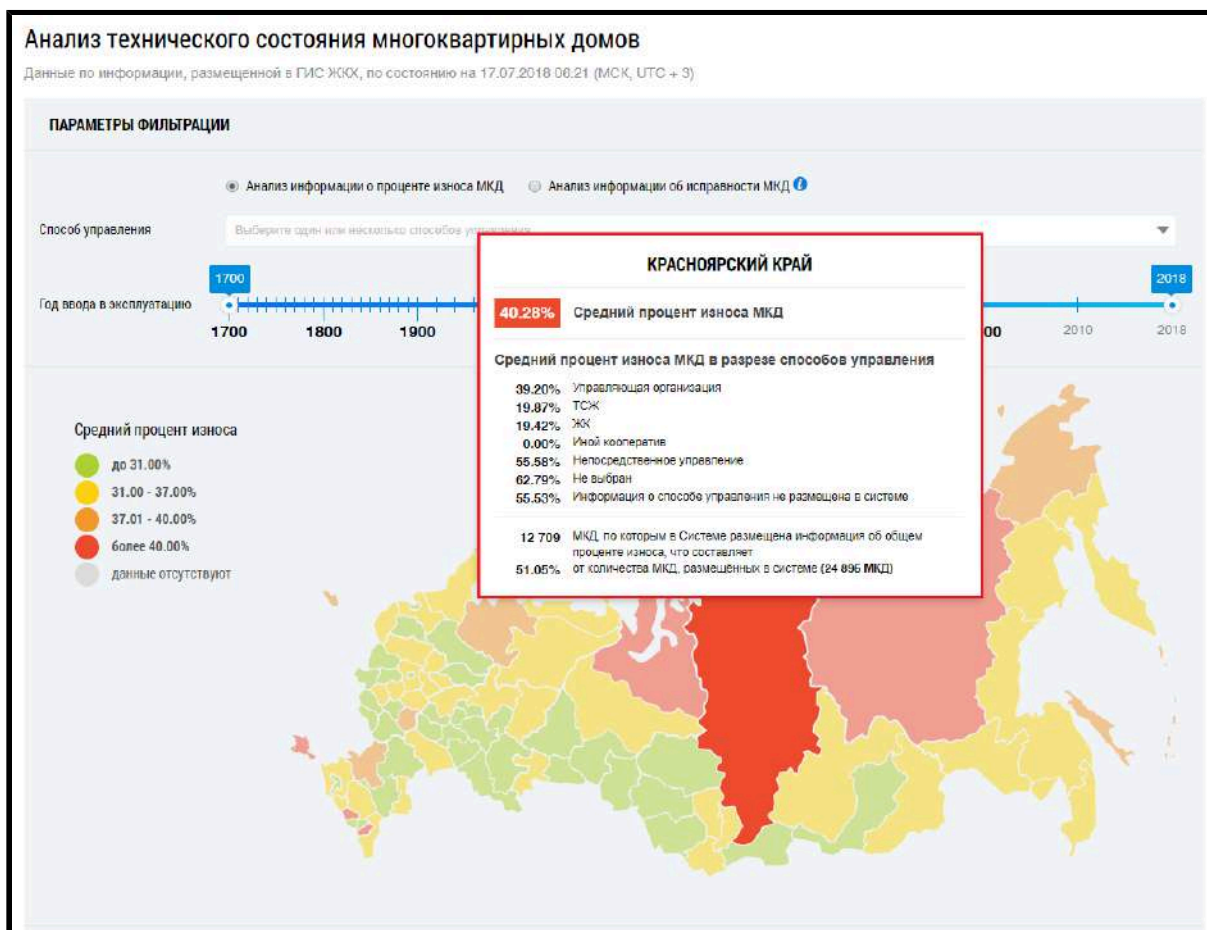 Анализ технического состояния многоквартирных домов
Данные по информации, размещенной в ГИС ЖКХ, по состоянию на 17.07.2018 06:21 (МСК, UTC + 3)
ПАРАМЕТРЫ ФИЛЬТРАЦИИ
Анализ информации о проценте износа МКД Анализ информации об исправности МКД
Способ управления Выберите один или несколько способов управления
1700 2018
Год ввода в эксплуатацию
1700 1800 1900 00 2010 2018
КРАСНОЯРСКИЙ КРАЙ
40.28% Средний процент износа МКД
Средний процент износа МКД в разрезе способов управления
39.20% Управляющая организация
19.87% ТСЖ
19.42% ЖК
0.00% Иной кооператив
55.58% Непосредственное управление
62.79% Не выбран
55.53% Информация о способе управления не размещена в системе
12 709 МКД, по которым в Системе размещена информация об общем
проценте износа, что составляет
51.05% от количества МКД, размещённых в системе (24 895 МКД)
Средний процент износа
до 31.00%
31.00 - 37.00%
37.01 - 40.00%
более 40.00%
данные отсутствуют